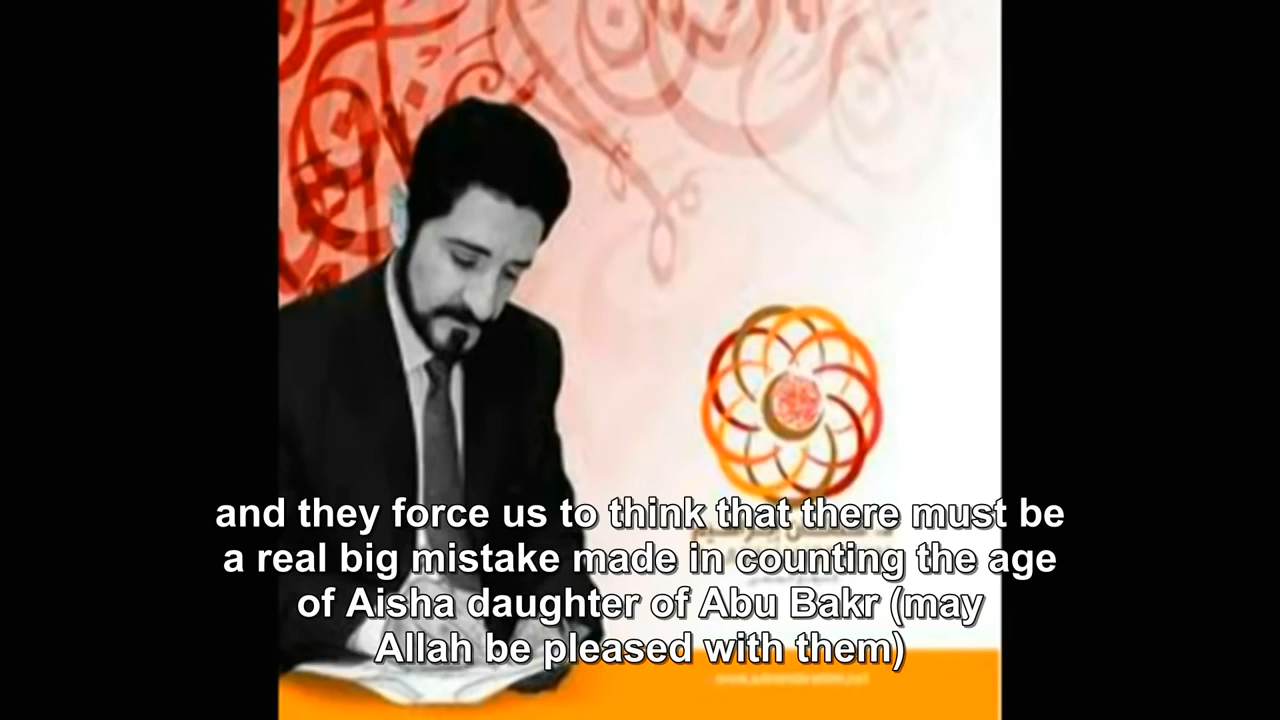 and they force us to think that there must be
a real big mistake made in counting the age
of Aisha daughter of Abu Bakr (may
Allah be pleased with them)